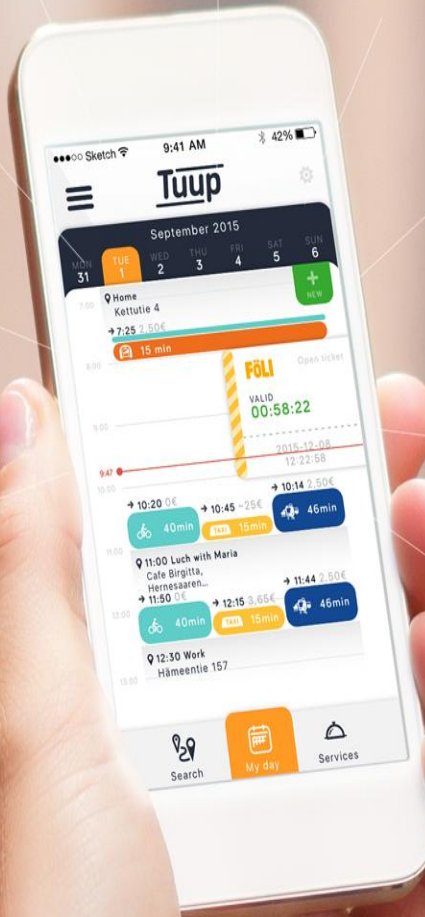 Sketch 9:41 AM 42%
Tuup
September 2015
MON TUE WED THU FRI SAT SUN
31 1 2 3 4 5 6
+
NEW
7:00 Home
Kettutie 4
→ 7:25 2,50€
15 min
8:00
FÖLI Open ticket
VALID
00:58:22
9:00
2015-12-08
12:22:58
9:47
10:00
→ 10:20 0€ → 10:45 ~25€ → 10:14 2,50€
40min TAXI 15min 46min
11:00
11:00 Luch with Maria
Cafe Birgitta,
Hernesaaren...
→ 11:50 0€ → 12:15 3,65€ → 11:44 2,50€
12:00
40min TAXI 15min 46min
12:30 Work
Hämeentie 157
13:00
Search My day Services